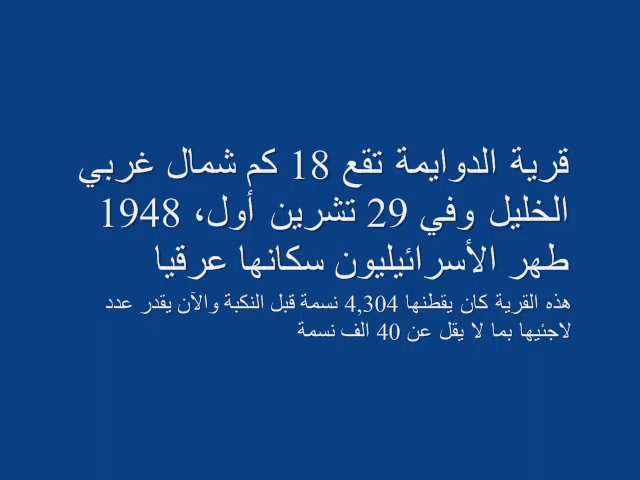 قرية الدوايمة تقع 18 كم شمال غربي
الخليل وفي 29 تشرين أول، 1948
طهر الأسرائيليون سكانها عرقيا
هذه القرية كان يقطنها 4,304 نسمة قبل النكبة والآن يقدر عدد
لاجئيها بما لا يقل عن 40 الف نسمة